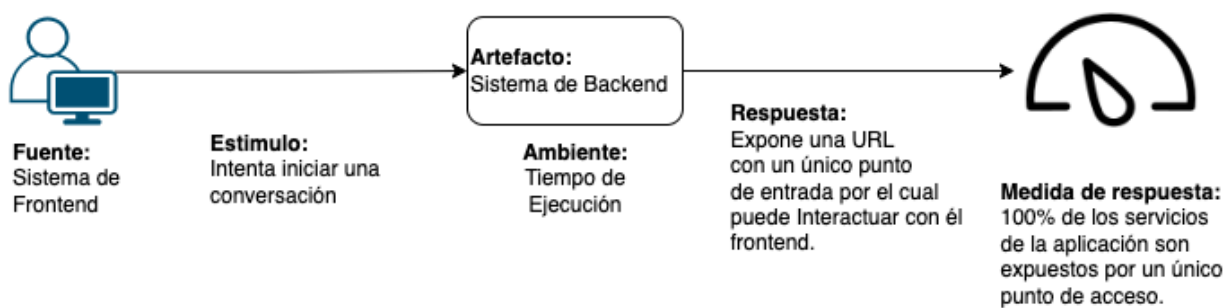 Fuente:
Sistema de
Frontend
Estimulo:
Intenta iniciar una
conversación
Artefacto:
Sistema de Backend
Ambiente:
Tiempo de
Ejecución
Respuesta:
Expone una URL
con un único punto
de entrada por el cual
puede Interactuar con él
frontend.
Medida de respuesta:
100% de los servicios
de la aplicación son
expuestos por un único
punto de acceso.